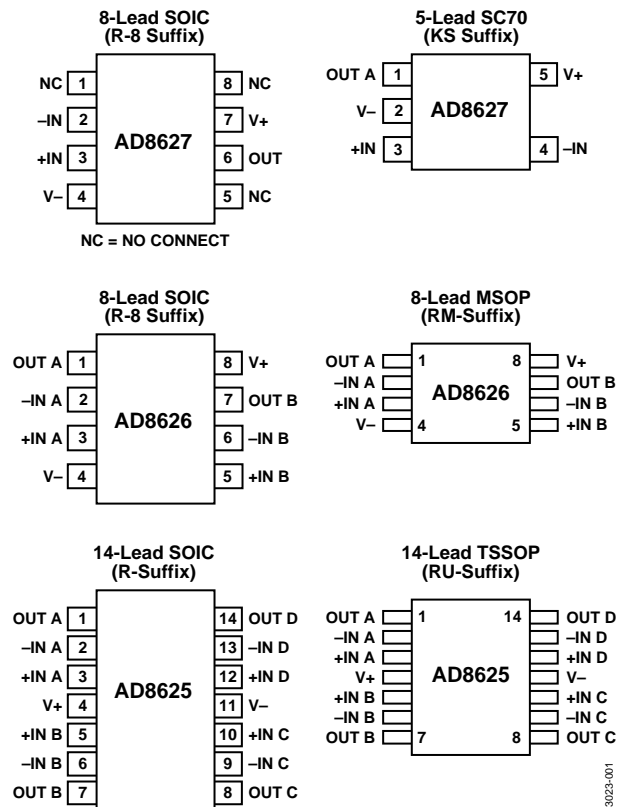 8-Lead SOIC
(R-8 Suffix)
NC 1 8 NC
–IN 2 7 V+
AD8627
+IN 3 6 OUT
V– 4 5 NC
NC = NO CONNECT
5-Lead SC70
(KS Suffix)
OUT A 1 5 V+
V– 2 AD8627
+IN 3 4 –IN
8-Lead SOIC
(R-8 Suffix)
OUT A 1 8 V+
–IN A 2 7 OUT B
AD8626
+IN A 3 6 –IN B
V– 4 5 +IN B
8-Lead MSOP
(RM-Suffix)
OUT A 1 8 V+
–IN A OUT B
AD8626
+IN A –IN B
V– 4 5 +IN B
14-Lead SOIC
(R-Suffix)
OUT A 1 14 OUT D
–IN A 2 13 –IN D
+IN A 3 12 +IN D
AD8625
V+ 4 11 V–
+IN B 5 10 +IN C
–IN B 6 9 –IN C
OUT B 7 8 OUT C
14-Lead TSSOP
(RU-Suffix)
OUT A 1 14 OUT D
–IN A –IN D
+IN A +IN D
V+ AD8625 V–
+IN B +IN C
–IN B –IN C
OUT B 7 8 OUT C
3023-001